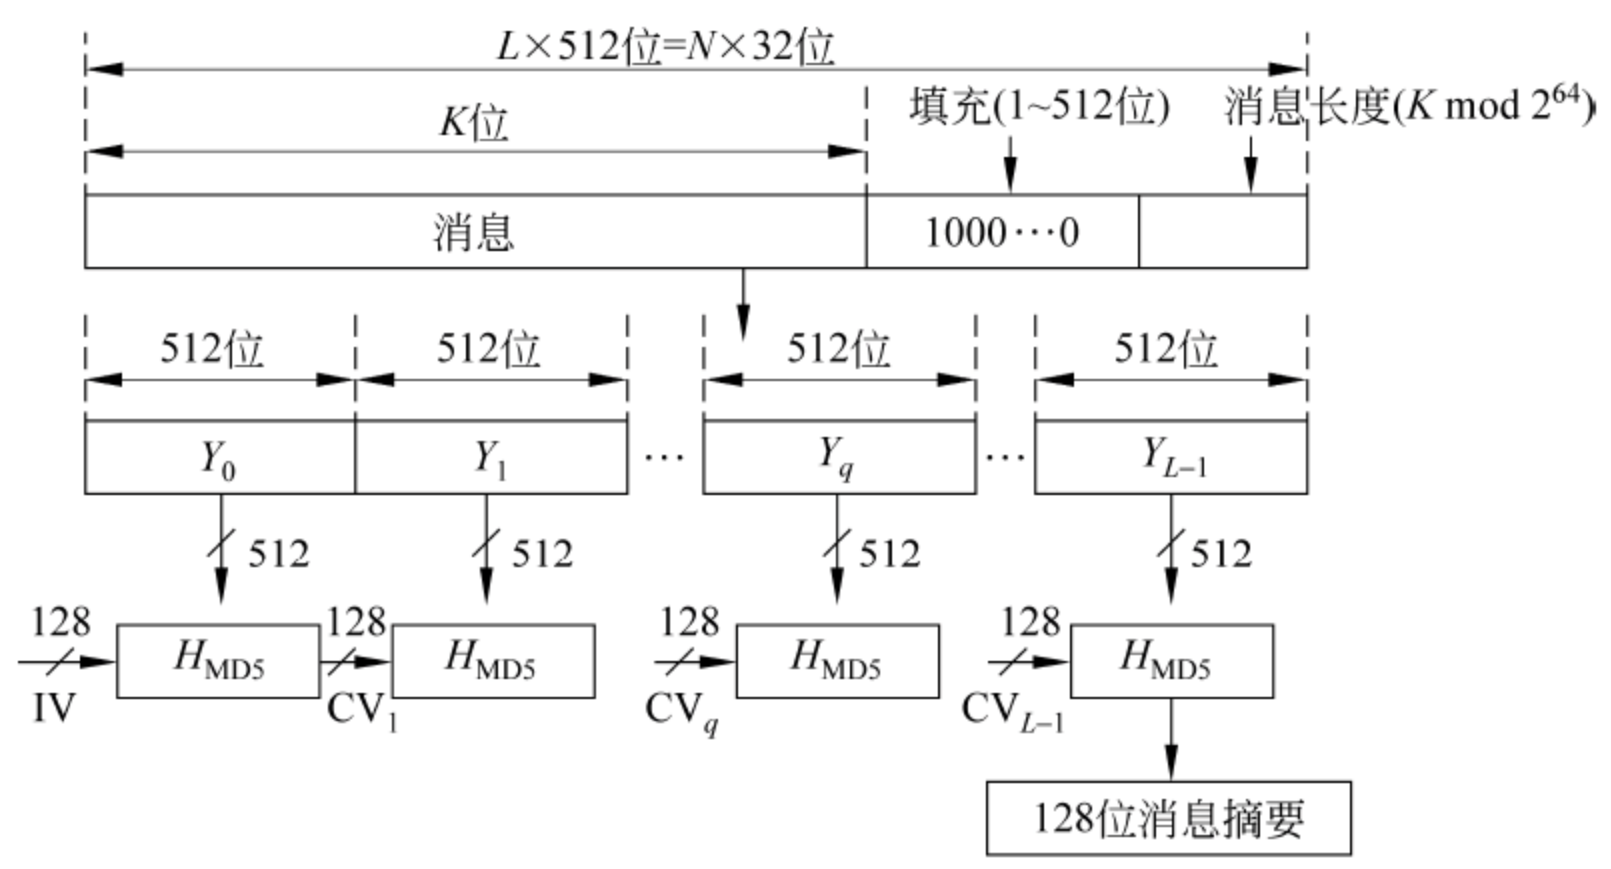 L×512位=N×32位
K位
填充(1~512位)
消息长度(K mod 2^64)
消息
1000…0
512位
512位
512位
512位
Y0
Y1
…
Yq
…
YL−1
512
512
512
512
128
HMD5
128
HMD5
128
HMD5
128
HMD5
IV
CV1
CVq
CVL−1
128位消息摘要